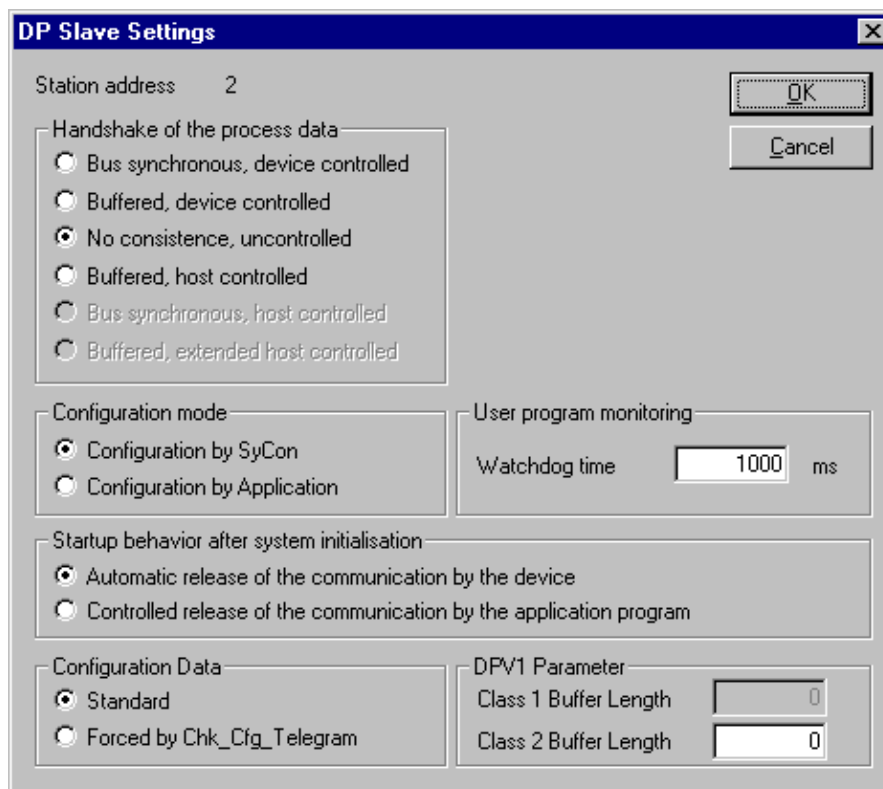 DP Slave Settings
Station address 2
OK
Cancel
Handshake of the process data
Bus synchronous, device controlled
Buffered, device controlled
No consistence, uncontrolled
Buffered, host controlled
Bus synchronous, host controlled
Buffered, extended host controlled
Configuration mode
Configuration by SyCon
Configuration by Application
User program monitoring
Watchdog time 1000 ms
Startup behavior after system initialisation
Automatic release of the communication by the device
Controlled release of the communication by the application program
Configuration Data
Standard
Forced by Chk_Cfg_Telegram
DPV1 Parameter
Class 1 Buffer Length 0
Class 2 Buffer Length 0